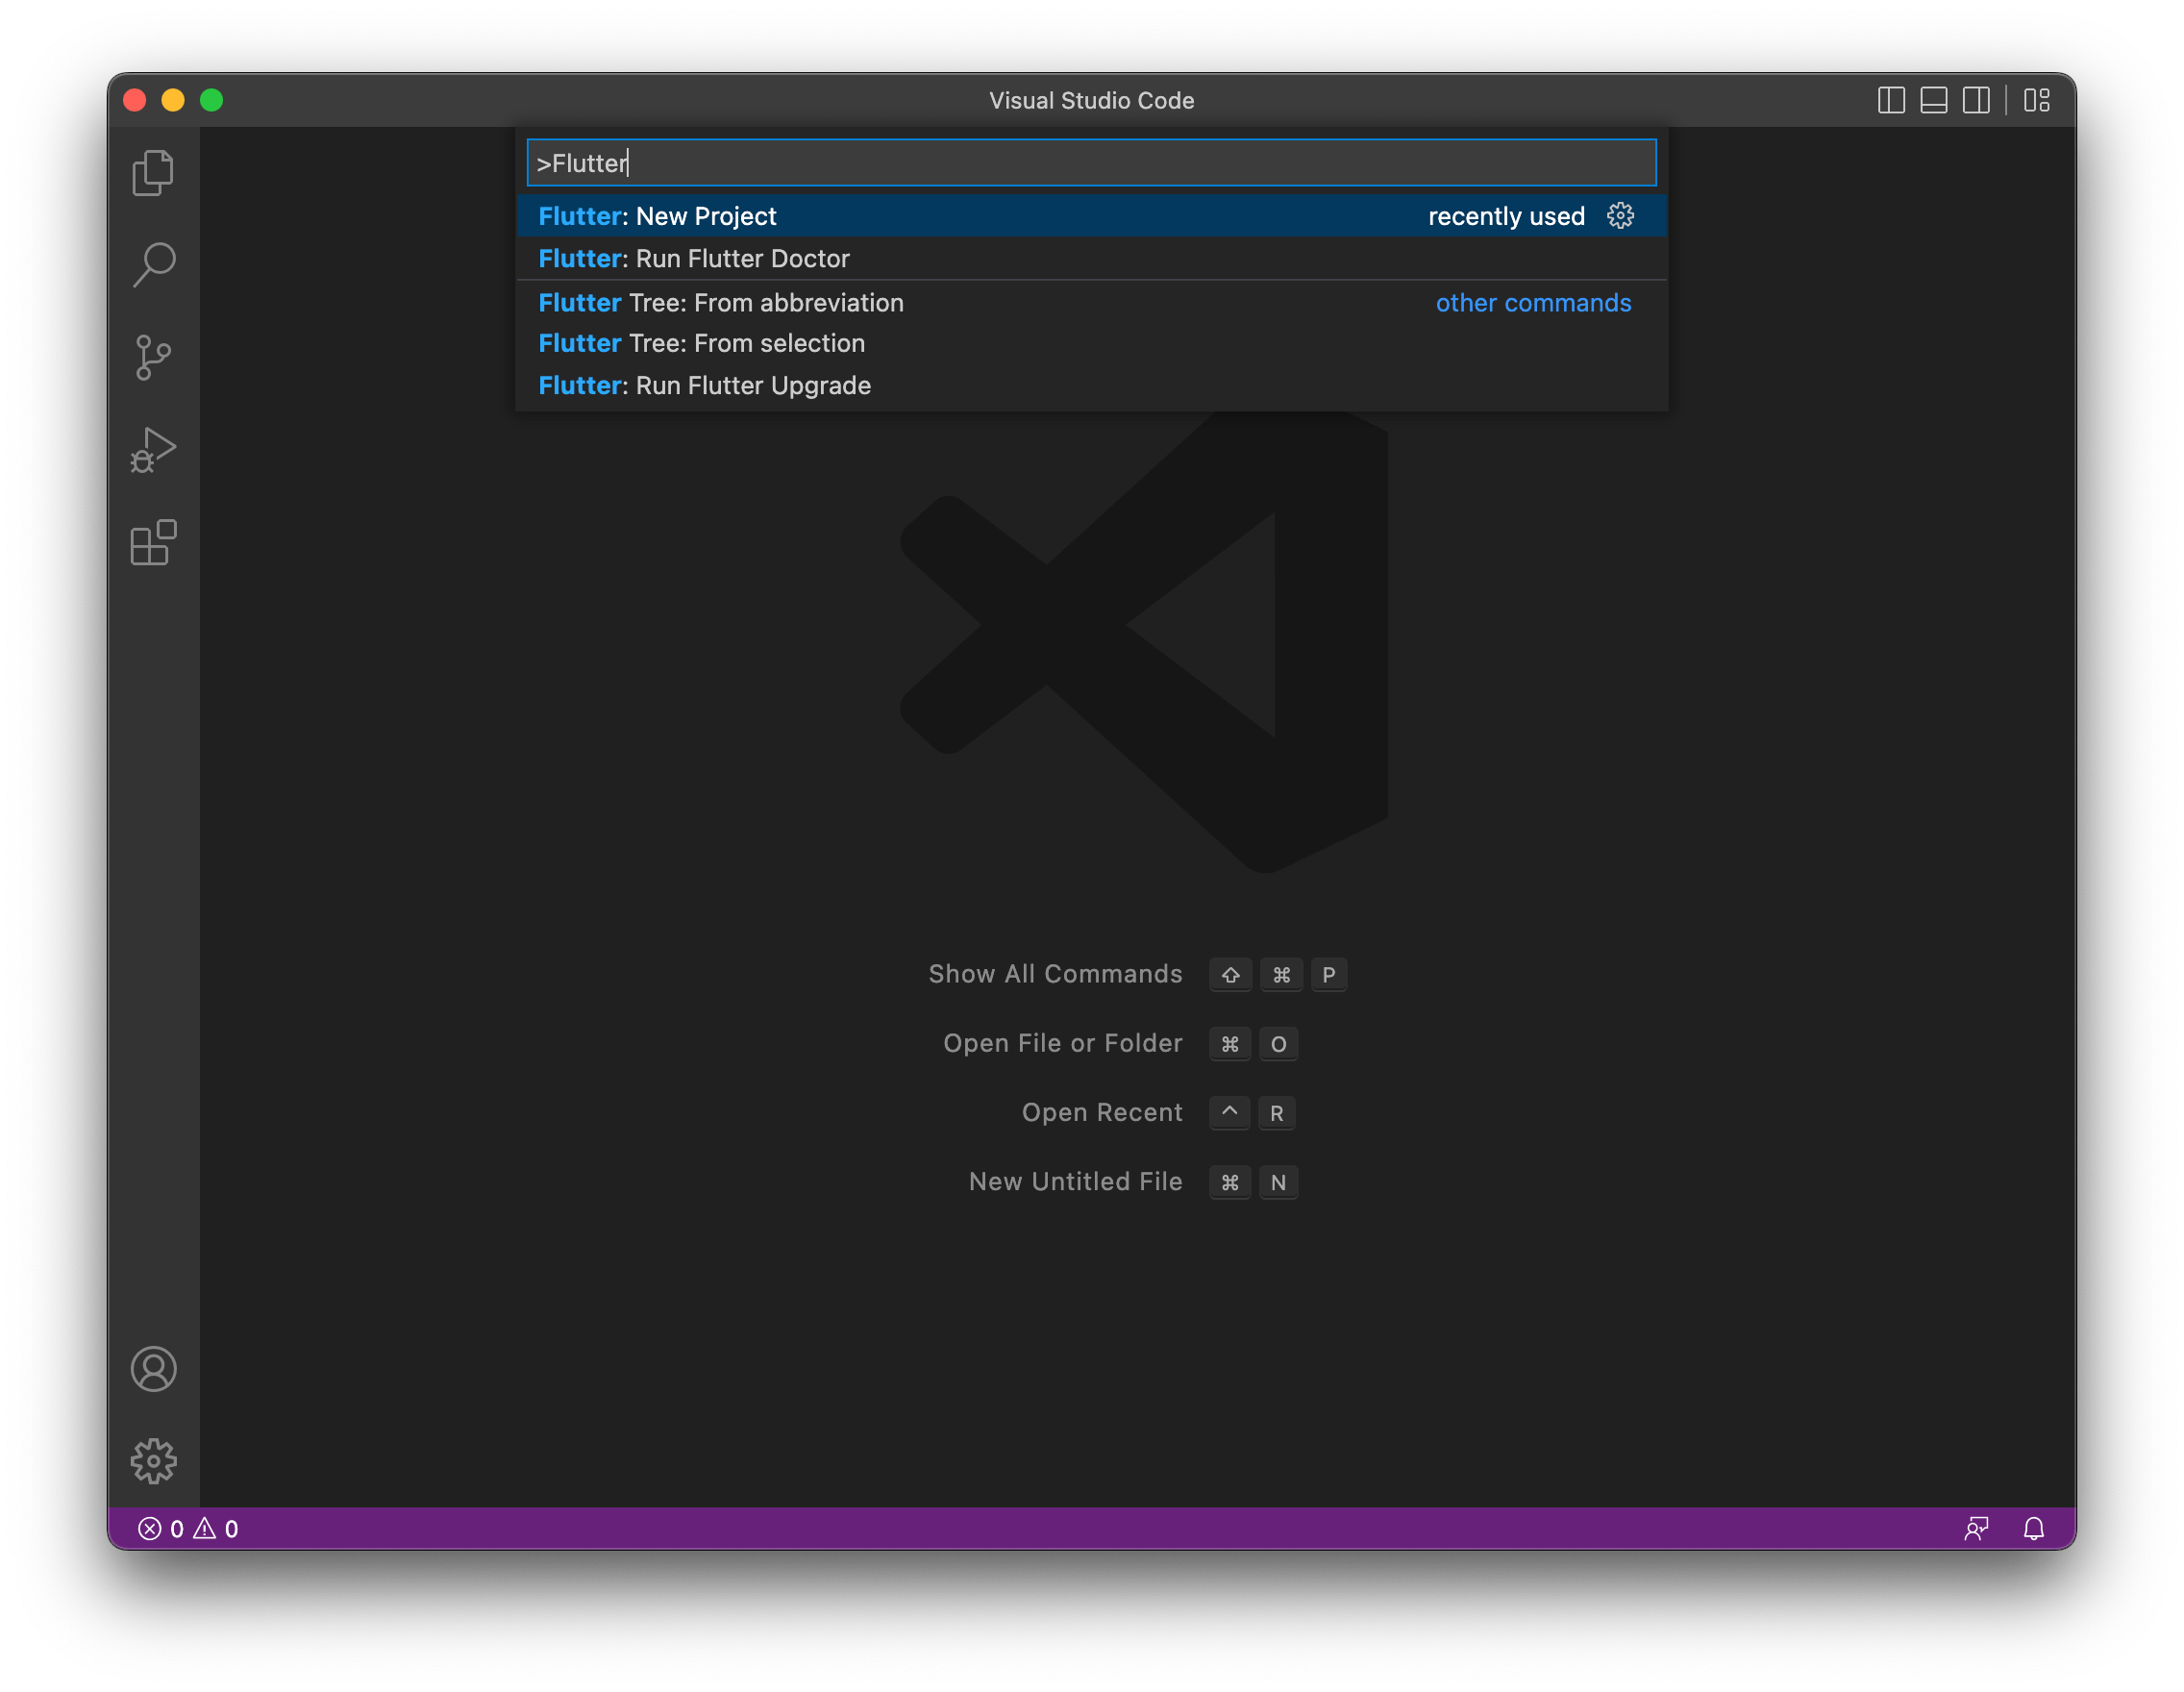 Visual Studio Code
>Flutter
Flutter: New Project recently used
Flutter: Run Flutter Doctor
Flutter Tree: From abbreviation other commands
Flutter Tree: From selection
Flutter: Run Flutter Upgrade
Show All Commands ⇧ ⌘ P
Open File or Folder ⌘ O
Open Recent ^ R
New Untitled File ⌘ N
0 0